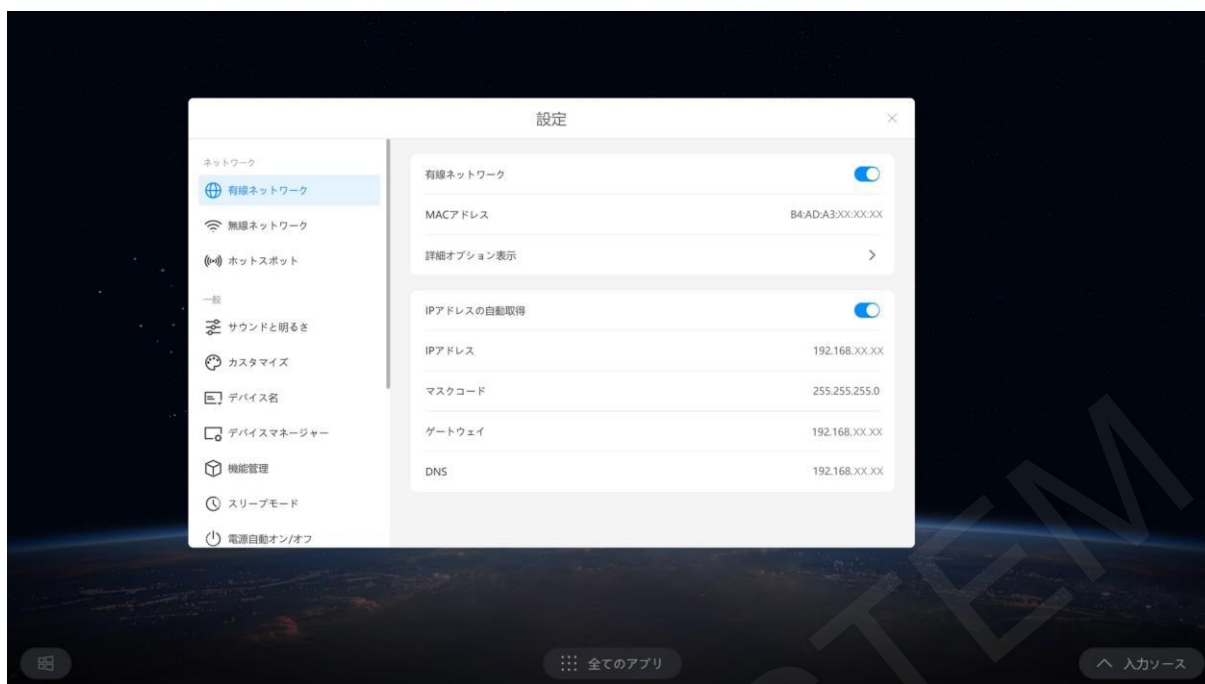 設定
ネットワーク
有線ネットワーク
無線ネットワーク
ホットスポット
一般
サウンドと明るさ
カスタマイズ
デバイス名
デバイスマネージャー
機能管理
スリープモード
電源自動オン/オフ
有線ネットワーク
MACアドレス B4:AD:A3:XX:XX:XX
詳細オプション表示
IPアドレスの自動取得
IPアドレス 192.168.XX.XX
マスクコード 255.255.255.0
ゲートウェイ 192.168.XX.XX
DNS 192.168.XX.XX
全てのアプリ
入力ソース
STEM